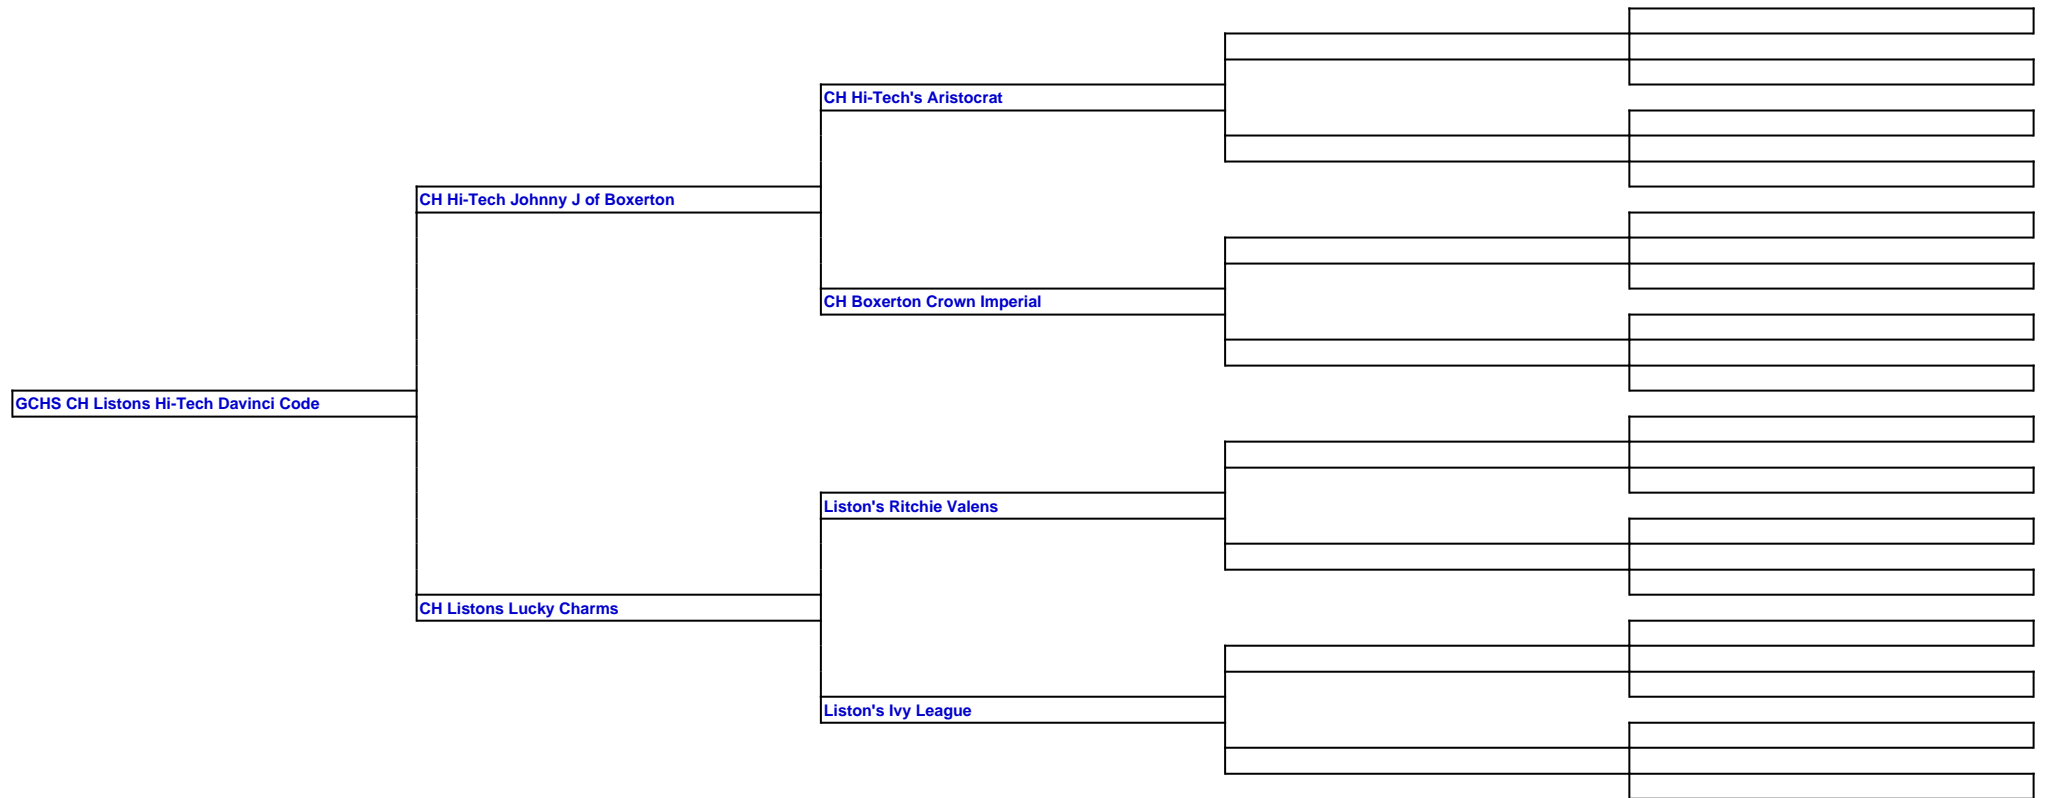 CH Hi-Tech's Aristocrat
CH Hi-Tech Johnny J of Boxerton
CH Boxerton Crown Imperial
GCHS CH Listons Hi-Tech Davinci Code
Liston's Ritchie Valens
CH Listons Lucky Charms
Liston's Ivy League